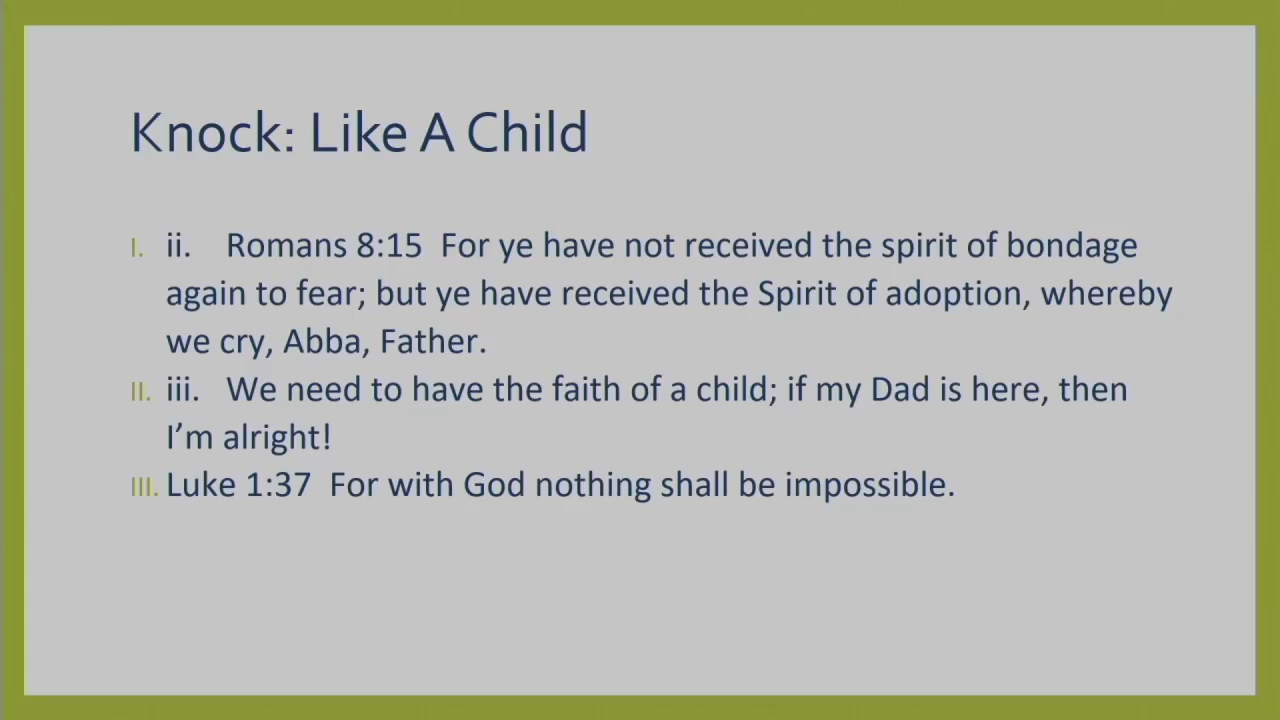 Knock: Like A Child
I. ii. Romans 8:15 For ye have not received the spirit of bondage
again to fear; but ye have received the Spirit of adoption, whereby
we cry, Abba, Father.
II. iii. We need to have the faith of a child; if my Dad is here, then
I’m alright!
III. Luke 1:37 For with God nothing shall be impossible.